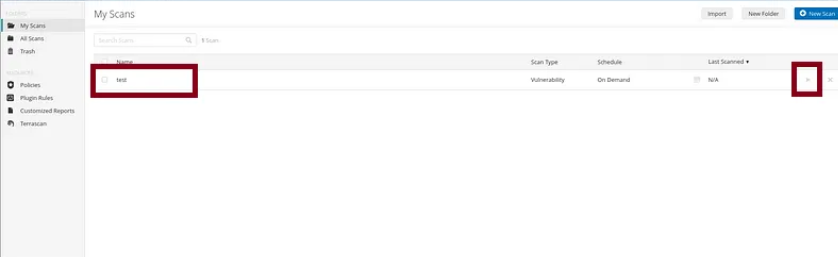 FOLDERS
My Scans
All Scans
Trash
RESOURCES
Policies
Plugin Rules
Customized Reports
Terrascan
My Scans
Import
New Folder
New Scan
Search Scans
1 Scan
Name
Scan Type
Schedule
Last Scanned ▼
test
Vulnerability
On Demand
N/A